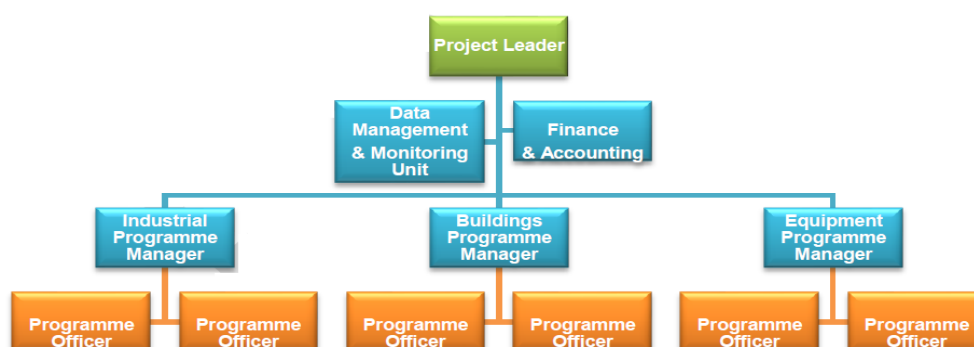 Project Leader
Data
Management
& Monitoring
Unit
Finance
& Accounting
Industrial
Programme
Manager
Buildings
Programme
Manager
Equipment
Programme
Manager
Programme
Officer
Programme
Officer
Programme
Officer
Programme
Officer
Programme
Officer
Programme
Officer